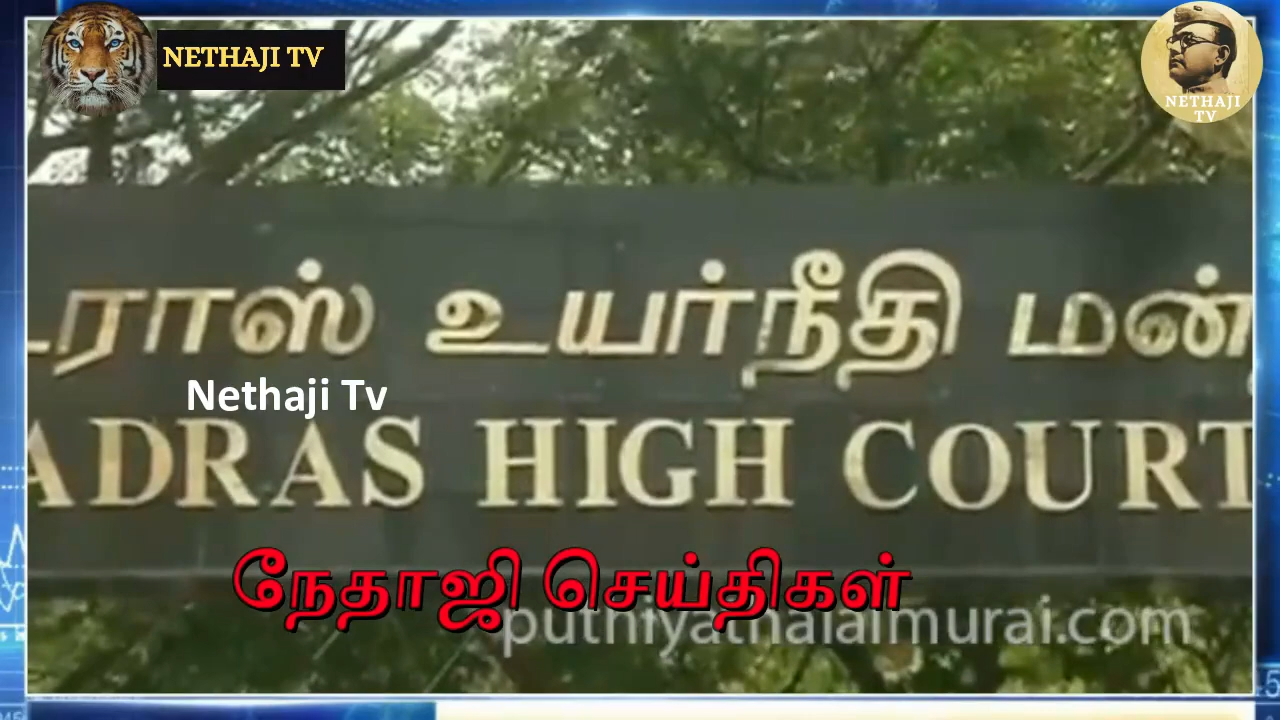 NETHAJI TV
NETHAJI
TV
ராஸ் உயர்நீதி மன்
Nethaji Tv
ADRAS HIGH COURT
நேதாஜி செய்திகள்
puthiyathalaimurai.com